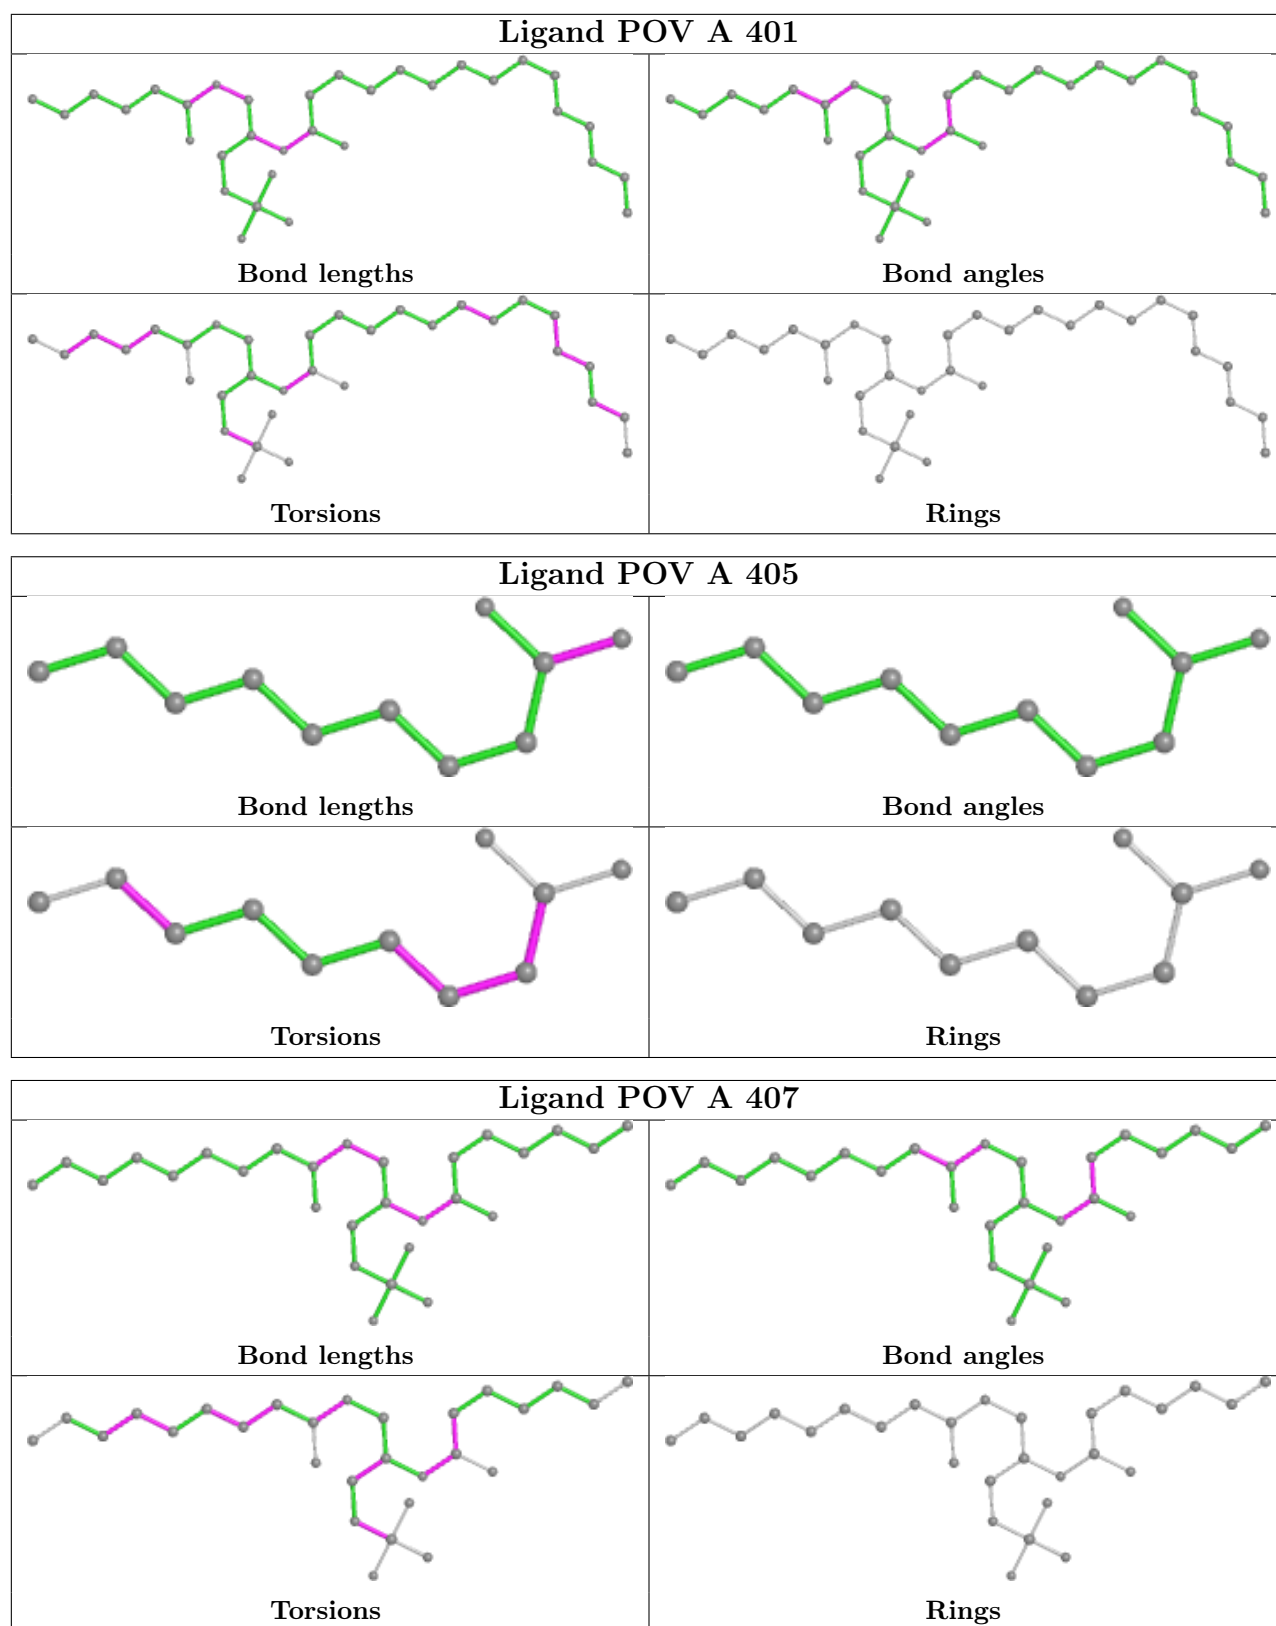 Ligand POV A 401
Bond lengths
Bond angles
Torsions
Rings
Ligand POV A 405
Bond lengths
Bond angles
Torsions
Rings
Ligand POV A 407
Bond lengths
Bond angles
Torsions
Rings